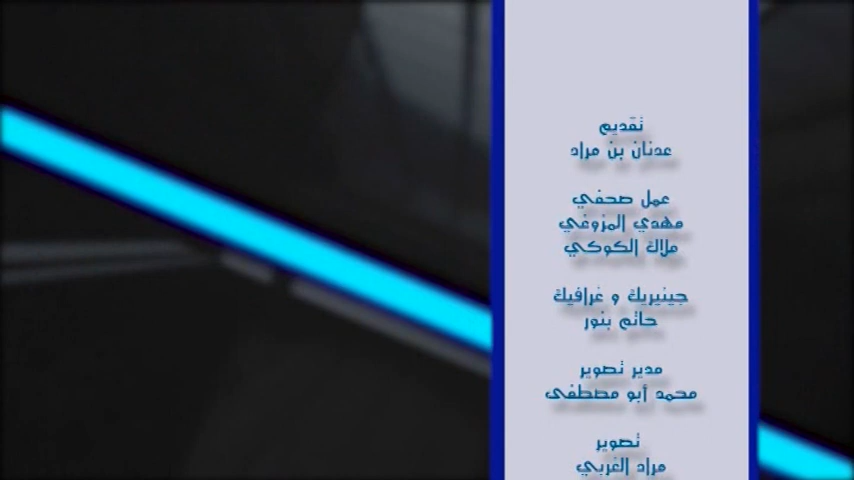 تقديم
عدنان بن مراد
عمل صحفي
مهدي المزوغي
ملاك الكوكي
جينيريك و غرافيك
حاتم بنور
مدير تصوير
محمد أبو مصطفى
تصوير
مراد الغربي